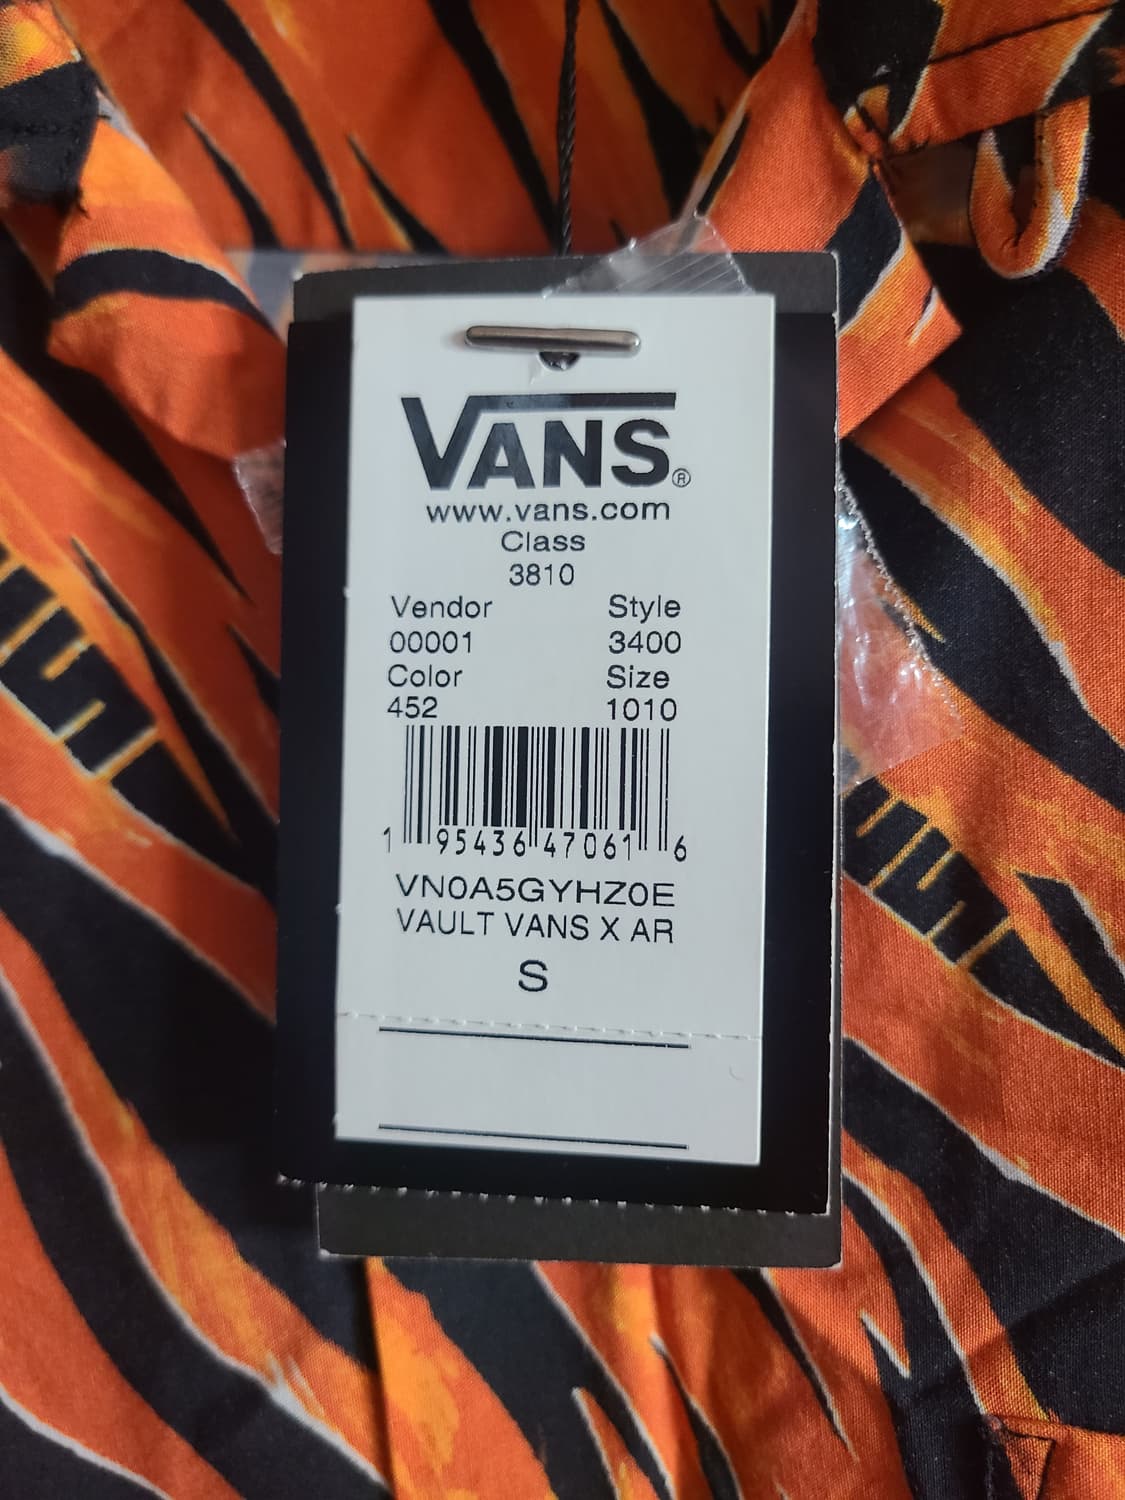 VANS®
www.vans.com
Class
3810
Vendor Style
00001 3400
Color Size
452 1010
1 95436 47061 6
VN0A5GYHZ0E
VAULT VANS X AR
S